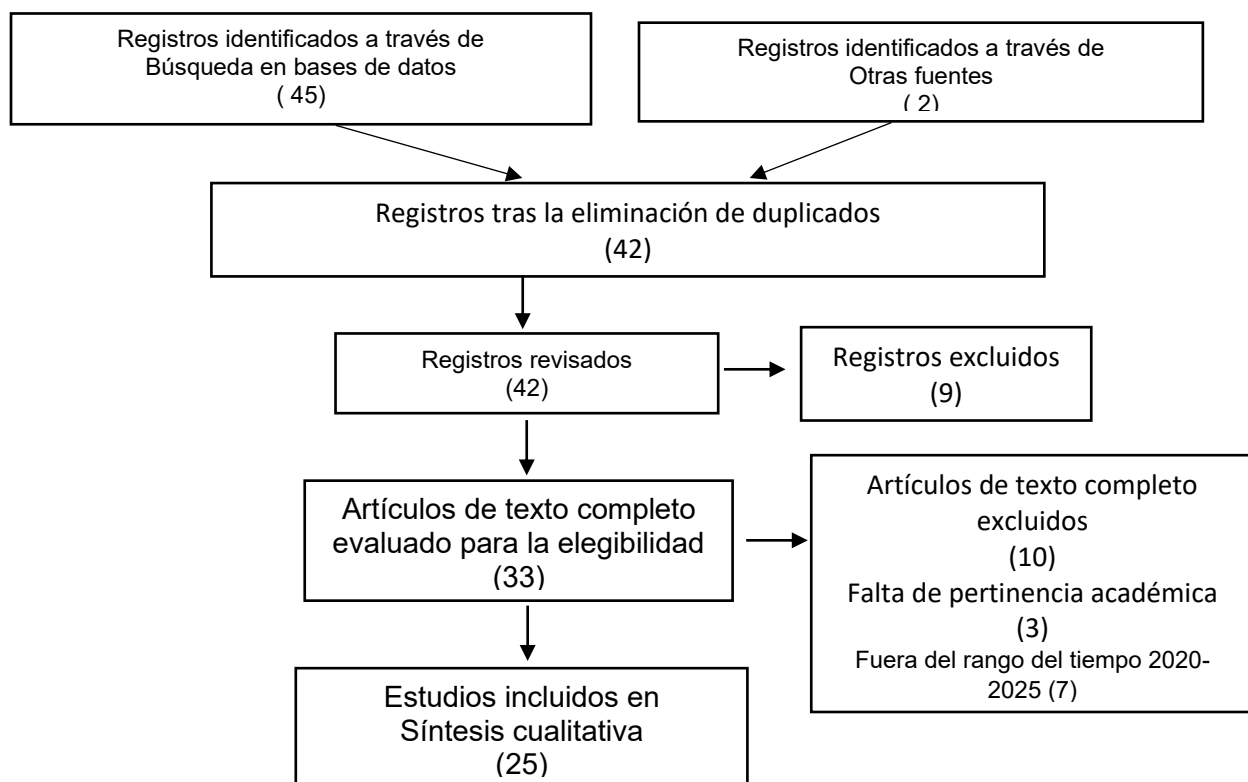 Registros identificados a través de
Búsqueda en bases de datos
( 45)
Registros identificados a través de
Otras fuentes
( 2)
Registros tras la eliminación de duplicados
(42)
Registros revisados
(42)
Registros excluidos
(9)
Artículos de texto completo
evaluado para la elegibilidad
(33)
Artículos de texto completo
excluidos
(10)
Falta de pertinencia académica
(3)
Fuera del rango del tiempo 2020-
2025 (7)
Estudios incluidos en
Síntesis cualitativa
(25)